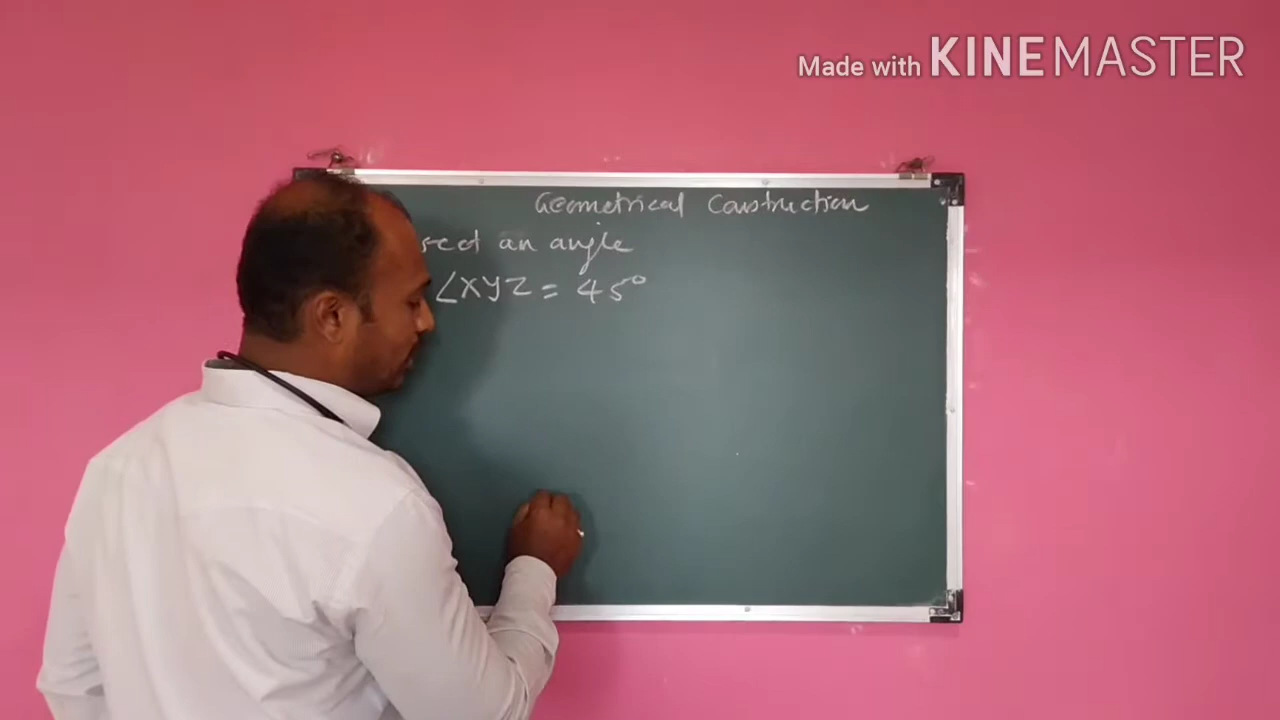 Made with KINEMASTER
Geometrical Construction
sect an angle
∠XYZ = 45°